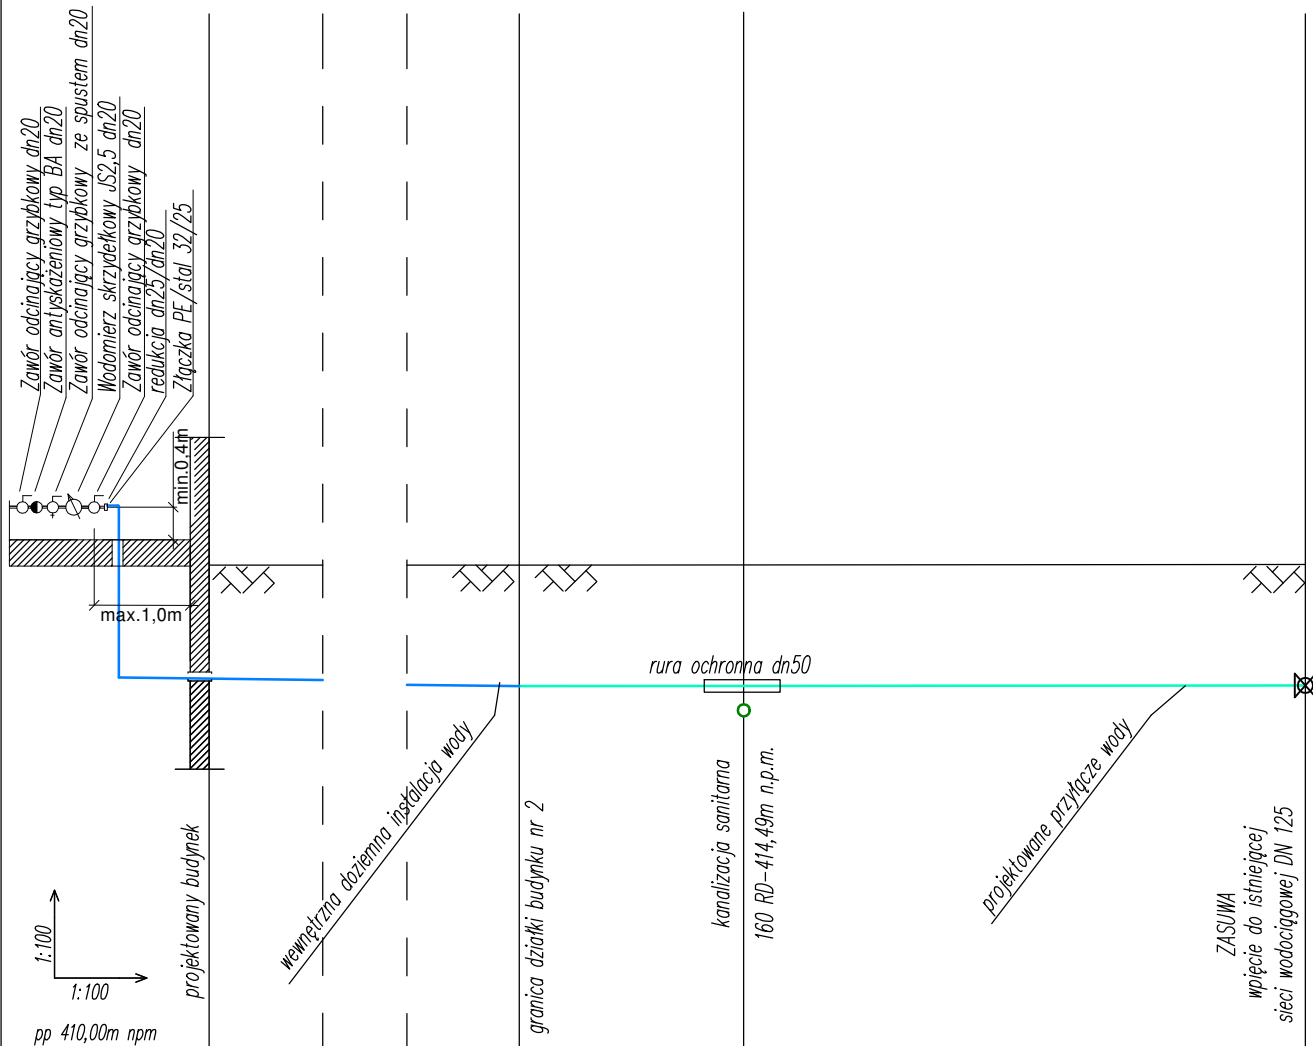 Zawór odcinający grzybkowy dn20
Zawór antyskażeniowy typ BA dn20
Zawór odcinający grzybkowy ze spustem dn20
Wodomierz skrzydełkowy JS2,5 dn20
Zawór odcinający grzybkowy dn20
redukcja dn25/dn20
Złączka PE/stal 32/25
min.0,4m
max.1,0m
rura ochronna dn50
wewnętrzna doziemna instalacja wody
projektowany budynek
granica działki budynku nr 2
kanalizacja sanitarna
160 RD-414,49m n.p.m.
projektowane przyłącze wody
ZASUWA
wpięcie do istniejącej
sieci wodociągowej DN 125
1:100
1:100
pp 410,00m npm